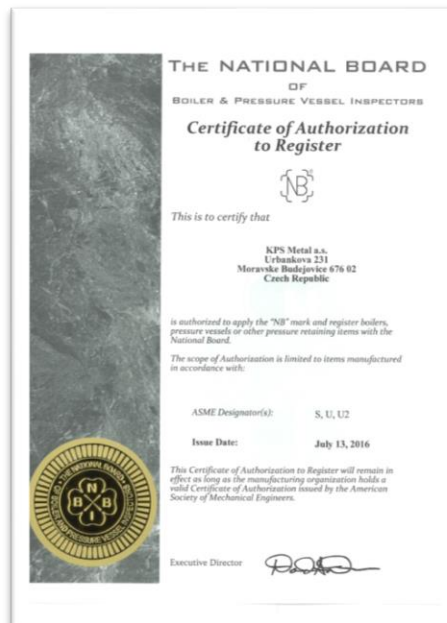 THE NATIONAL BOARD
OF
BOILER & PRESSURE VESSEL INSPECTORS
Certificate of Authorization
to Register
NB
This is to certify that
KPS Metal a.s.
Urbankova 231
Moravske Budejovice 676 02
Czech Republic
is authorized to apply the "NB" mark and register boilers,
pressure vessels or other pressure retaining items with the
National Board.
The scope of Authorization is limited to items manufactured
in accordance with:
ASME Designator(s): S, U, U2
Issue Date: July 13, 2016
This Certificate of Authorization to Register will remain in
effect as long as the manufacturing organization holds a
valid Certificate of Authorization issued by the American
Society of Mechanical Engineers.
THE NATIONAL BOARD
PRESSURE VESSEL
N
B B
I
Executive Director